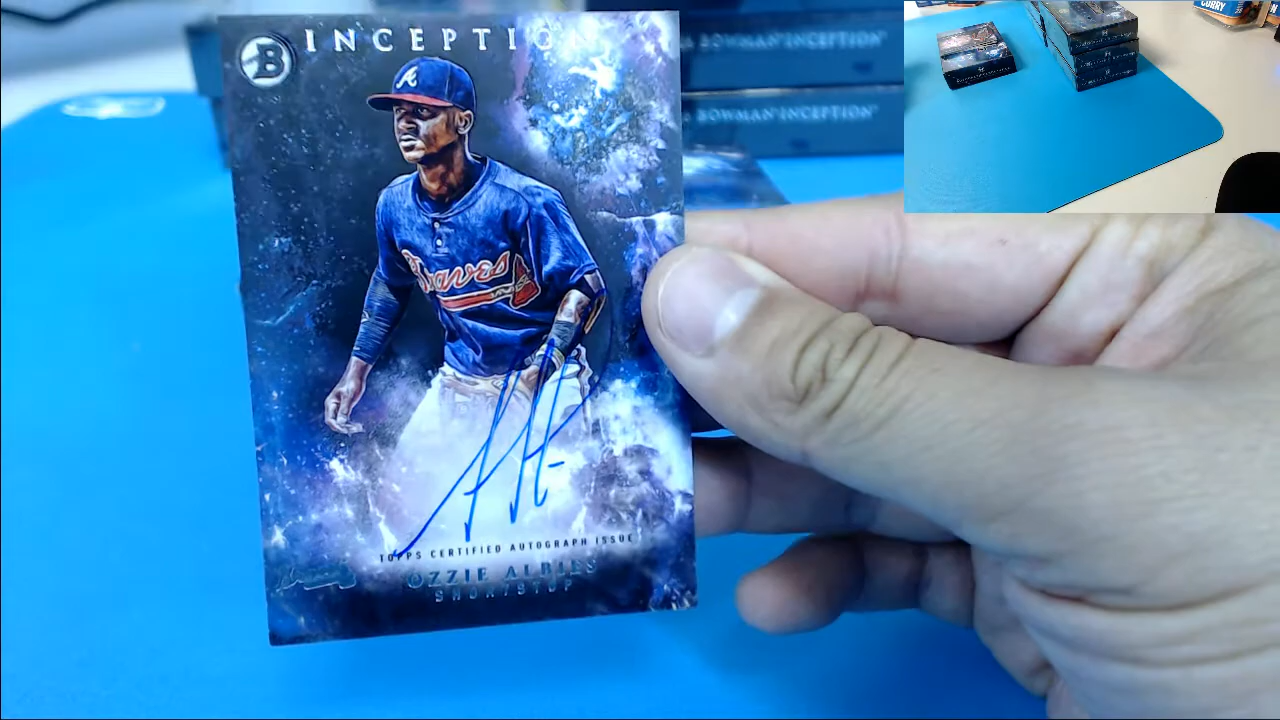 B
INCEPTION
A
Braves
TOPPS CERTIFIED AUTOGRAPH ISSUE
OZZIE ALBIES
SHORTSTOP
BOWMAN INCEPTION
BOWMAN INCEPTION
CURRY